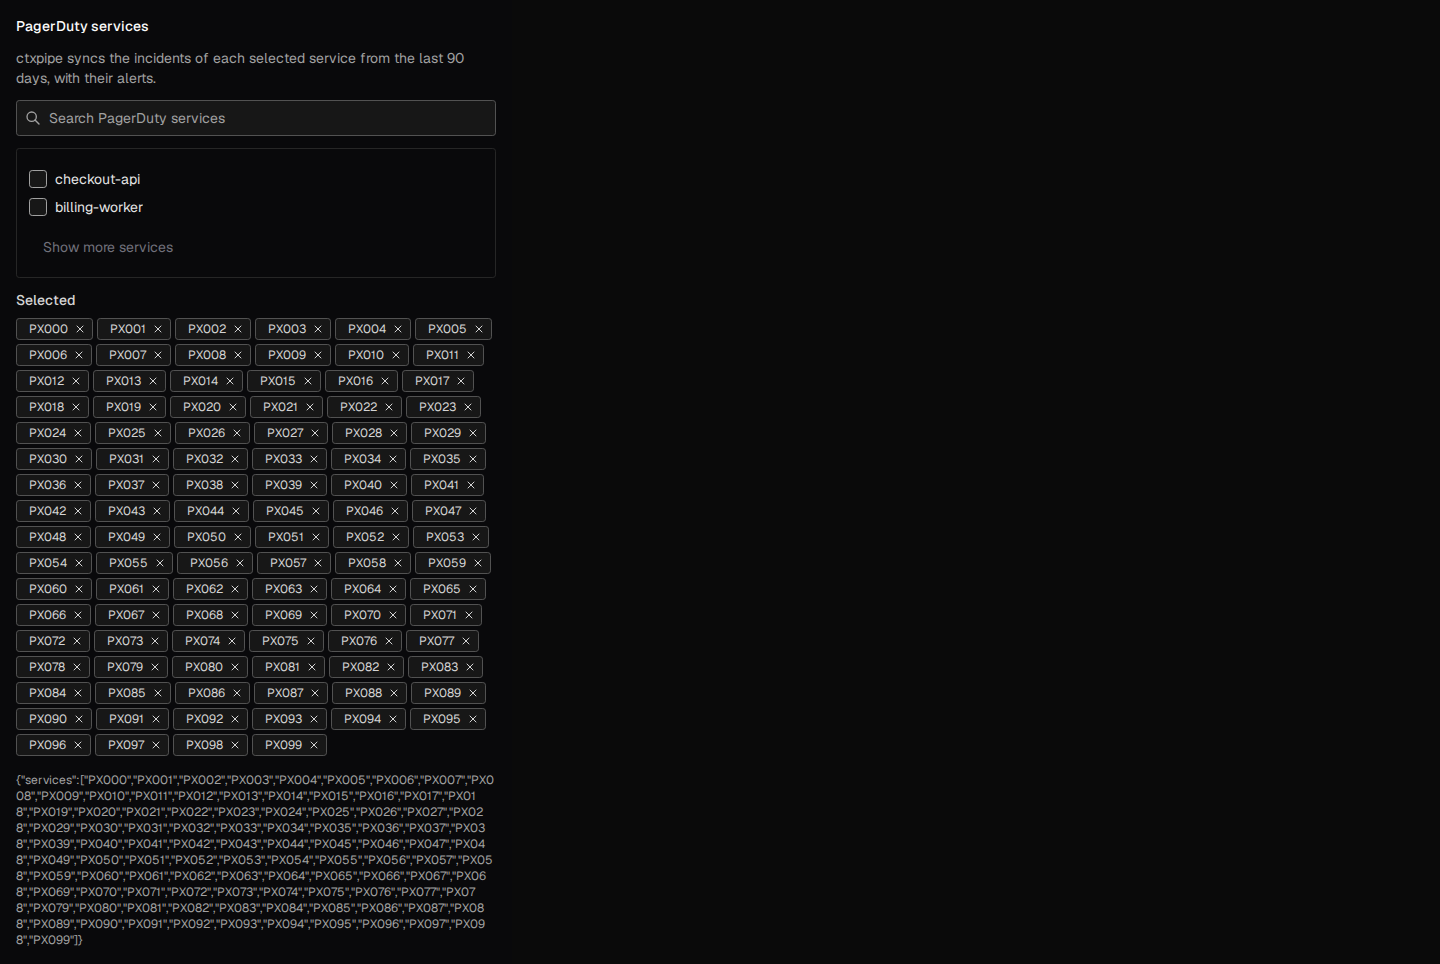 PagerDuty services
ctxpipe syncs the incidents of each selected service from the last 90
days, with their alerts.
Search PagerDuty services
checkout-api
billing-worker
Show more services
Selected
PX000 PX001 PX002 PX003 PX004 PX005
PX006 PX007 PX008 PX009 PX010 PX011
PX012 PX013 PX014 PX015 PX016 PX017
PX018 PX019 PX020 PX021 PX022 PX023
PX024 PX025 PX026 PX027 PX028 PX029
PX030 PX031 PX032 PX033 PX034 PX035
PX036 PX037 PX038 PX039 PX040 PX041
PX042 PX043 PX044 PX045 PX046 PX047
PX048 PX049 PX050 PX051 PX052 PX053
PX054 PX055 PX056 PX057 PX058 PX059
PX060 PX061 PX062 PX063 PX064 PX065
PX066 PX067 PX068 PX069 PX070 PX071
PX072 PX073 PX074 PX075 PX076 PX077
PX078 PX079 PX080 PX081 PX082 PX083
PX084 PX085 PX086 PX087 PX088 PX089
PX090 PX091 PX092 PX093 PX094 PX095
PX096 PX097 PX098 PX099
{"services":["PX000","PX001","PX002","PX003","PX004","PX005","PX006","PX007","PX0
08","PX009","PX010","PX011","PX012","PX013","PX014","PX015","PX016","PX017","PX01
8","PX019","PX020","PX021","PX022","PX023","PX024","PX025","PX026","PX027","PX02
8","PX029","PX030","PX031","PX032","PX033","PX034","PX035","PX036","PX037","PX03
8","PX039","PX040","PX041","PX042","PX043","PX044","PX045","PX046","PX047","PX04
8","PX049","PX050","PX051","PX052","PX053","PX054","PX055","PX056","PX057","PX05
8","PX059","PX060","PX061","PX062","PX063","PX064","PX065","PX066","PX067","PX06
8","PX069","PX070","PX071","PX072","PX073","PX074","PX075","PX076","PX077","PX07
8","PX079","PX080","PX081","PX082","PX083","PX084","PX085","PX086","PX087","PX08
8","PX089","PX090","PX091","PX092","PX093","PX094","PX095","PX096","PX097","PX09
8","PX099"]}